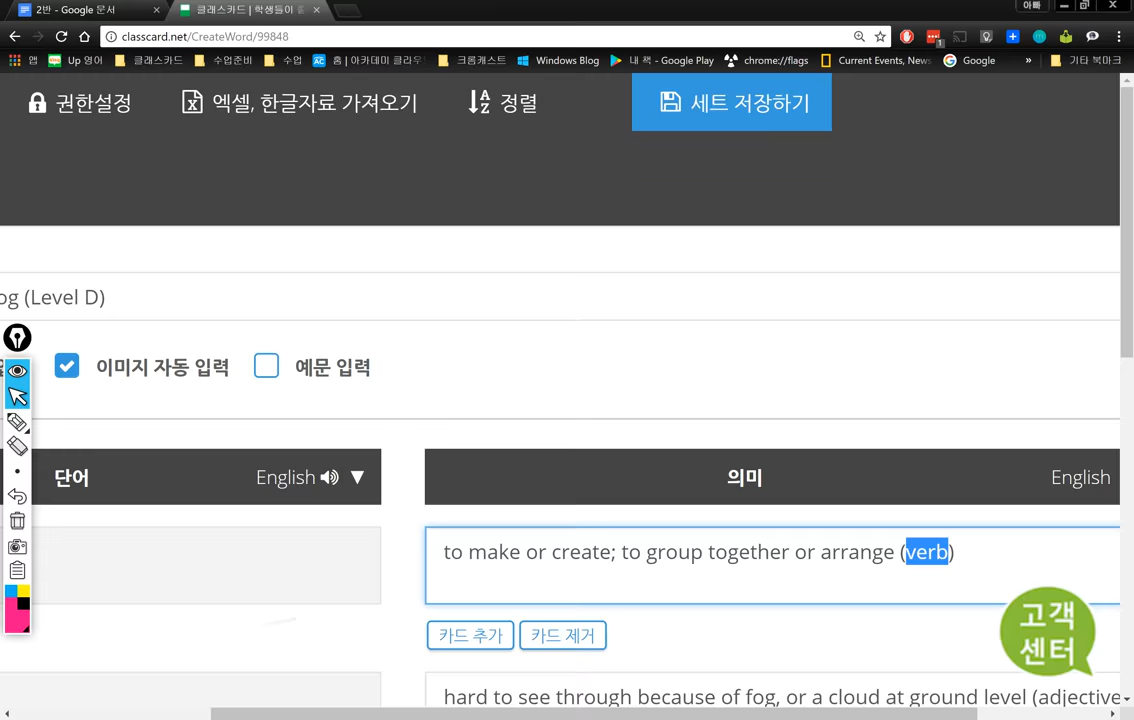 2반 - Google 문서
클래스카드 | 학생들이 틈
아빠
classcard.net/CreateWord/99848
앱 Up 영어 클래스카드 수업준비 수업 AC 홈 | 아카데미 클라우 크롬캐스트 Windows Blog 내 책 - Google Play chrome://flags Current Events, News Google » 기타 북마크
권한설정 엑셀, 한글자료 가져오기 정렬 세트 저장하기
og (Level D)
이미지 자동 입력 예문 입력
단어 English 의미 English
to make or create; to group together or arrange (verb)
고객
센터
카드 추가 카드 제거
hard to see through because of fog, or a cloud at ground level (adjective